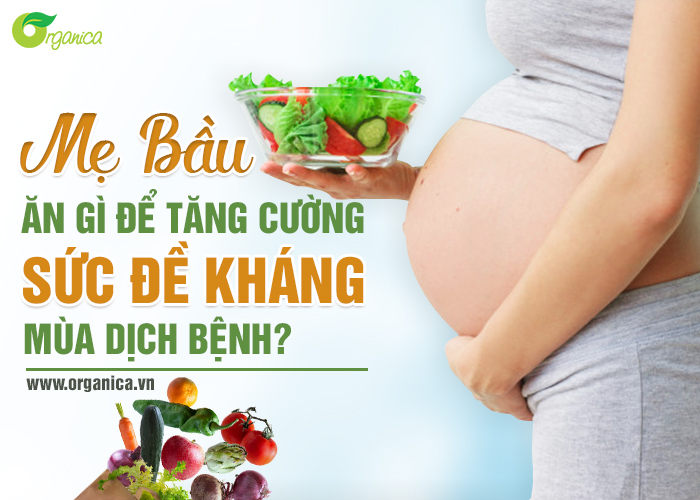 Organica
Mẹ Bầu
ĂN GÌ ĐỂ TĂNG CƯỜNG
SỨC ĐỀ KHÁNG
MÙA DỊCH BỆNH?
www.organica.vn